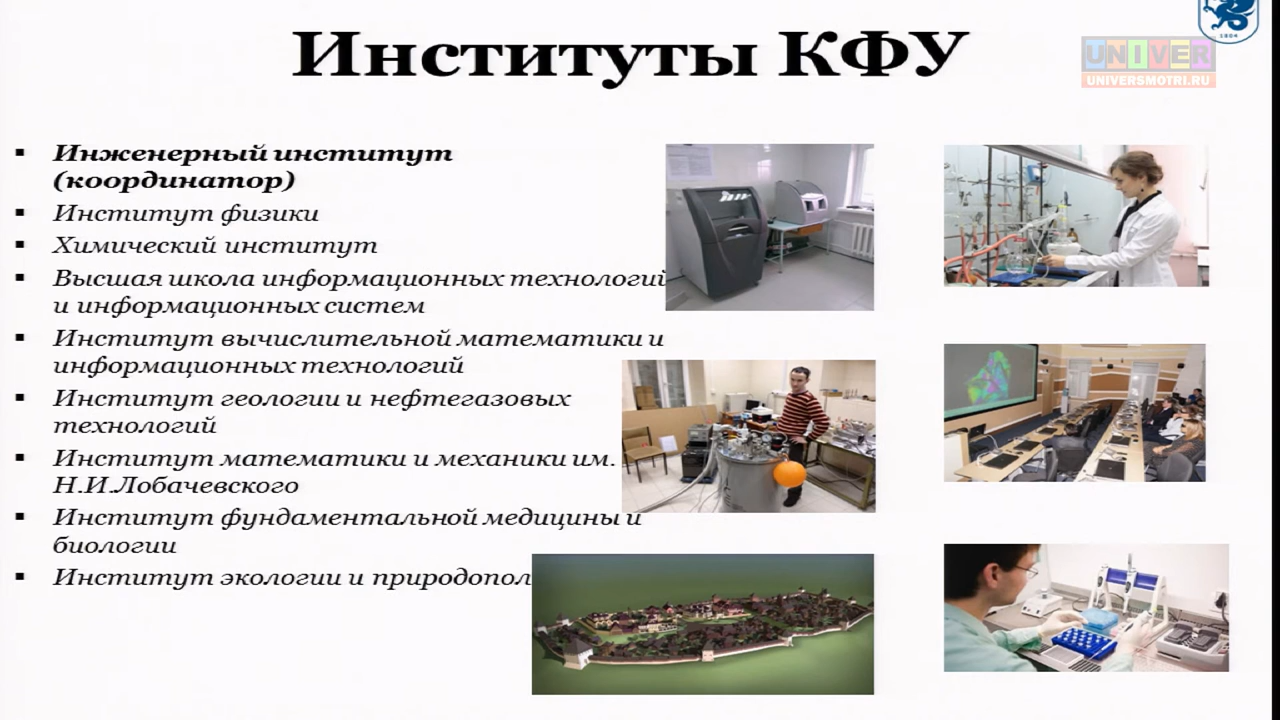 Институты КФУ
1804
UNIVER
UNIVERSMOTRI.RU
▪ Инженерный институт
(координатор)
▪ Институт физики
▪ Химический институт
▪ Высшая школа информационных технологий
и информационных систем
▪ Институт вычислительной математики и
информационных технологий
▪ Институт геологии и нефтегазовых
технологий
▪ Институт математики и механики им.
Н.И.Лобачевского
▪ Институт фундаментальной медицины и
биологии
▪ Институт экологии и природопол